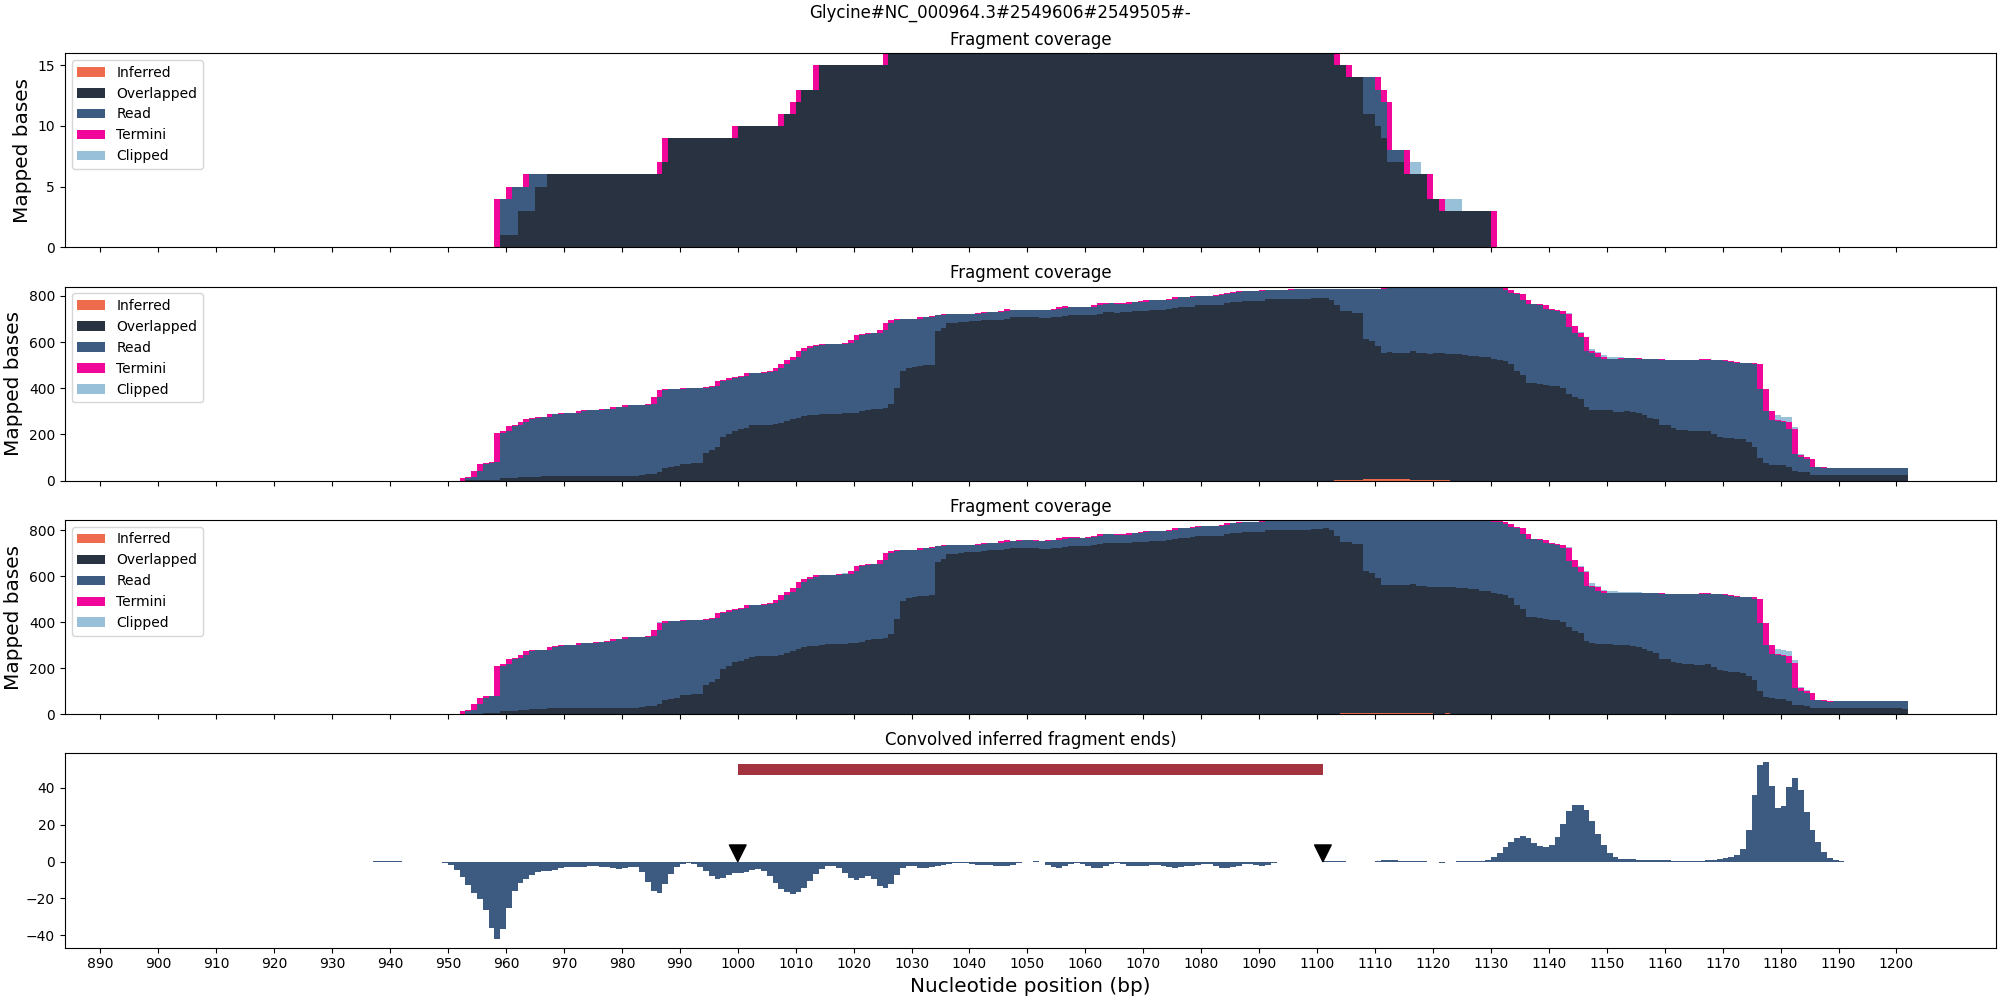 Glycine#NC_000964.3#2549606#2549505#-
Fragment coverage
Mapped bases
15
10
5
0
Inferred
Overlapped
Read
Termini
Clipped
Fragment coverage
Mapped bases
800
600
400
200
0
Inferred
Overlapped
Read
Termini
Clipped
Fragment coverage
Mapped bases
800
600
400
200
0
Inferred
Overlapped
Read
Termini
Clipped
Convolved inferred fragment ends)
40
20
0
−20
−40
890 900 910 920 930 940 950 960 970 980 990 1000 1010 1020 1030 1040 1050 1060 1070 1080 1090 1100 1110 1120 1130 1140 1150 1160 1170 1180 1190 1200
Nucleotide position (bp)